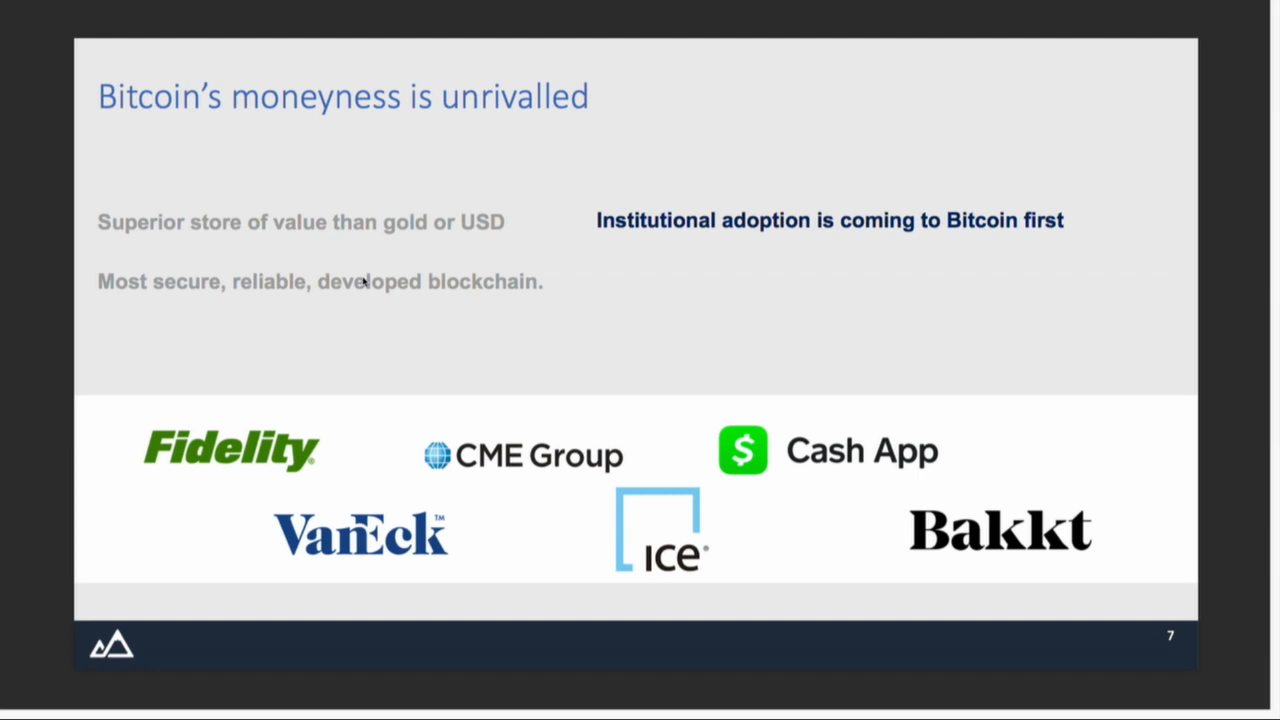 Bitcoin’s moneyness is unrivalled
Superior store of value than gold or USD
Institutional adoption is coming to Bitcoin first
Most secure, reliable, developed blockchain.
Fidelity®
CME Group
$ Cash App
VanEck™
ice®
Bakkt
7